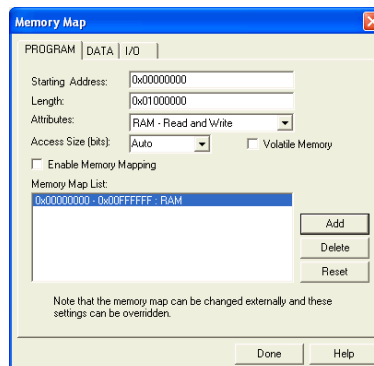 Memory Map
PROGRAM DATA I/O
Starting Address: 0x00000000
Length: 0x01000000
Attributes: RAM - Read and Write
Access Size (bits): Auto Volatile Memory
Enable Memory Mapping
Memory Map List:
0x00000000 - 0x00FFFFFF : RAM
Add
Delete
Reset
Note that the memory map can be changed externally and these
settings can be overridden.
Done Help